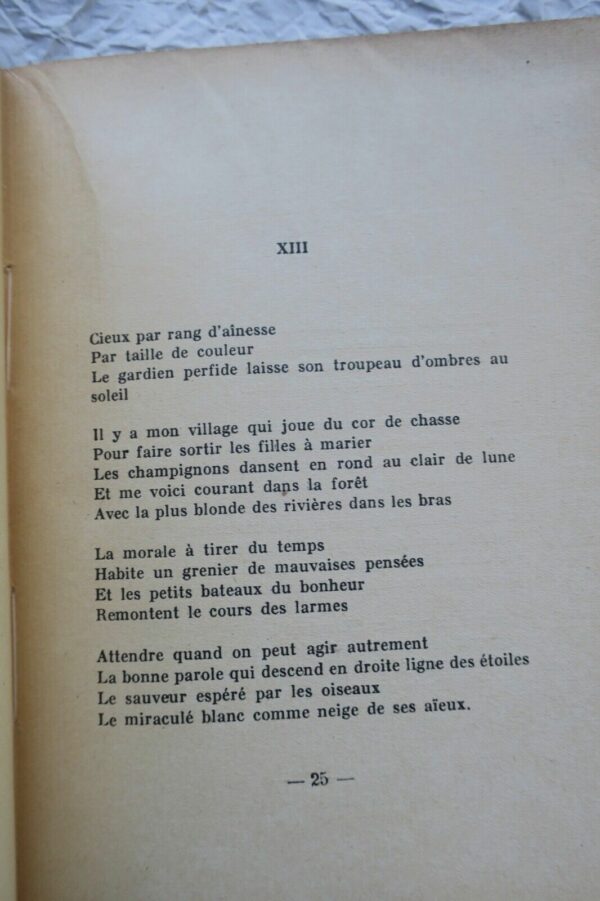 XIII
Cieux par rang d'aînesse
Par taille de couleur
Le gardien perfide laisse son troupeau d'ombres au
soleil
Il y a mon village qui joue du cor de chasse
Pour faire sortir les filles à marier
Les champignons dansent en rond au clair de lune
Et me voici courant dans la forêt
Avec la plus blonde des rivières dans les bras
La morale à tirer du temps
Habite un grenier de mauvaises pensées
Et les petits bateaux du bonheur
Remontent le cours des larmes
Attendre quand on peut agir autrement
La bonne parole qui descend en droite ligne des étoiles
Le sauveur espéré par les oiseaux
Le miraculé blanc comme neige de ses aïeux.
— 25 —